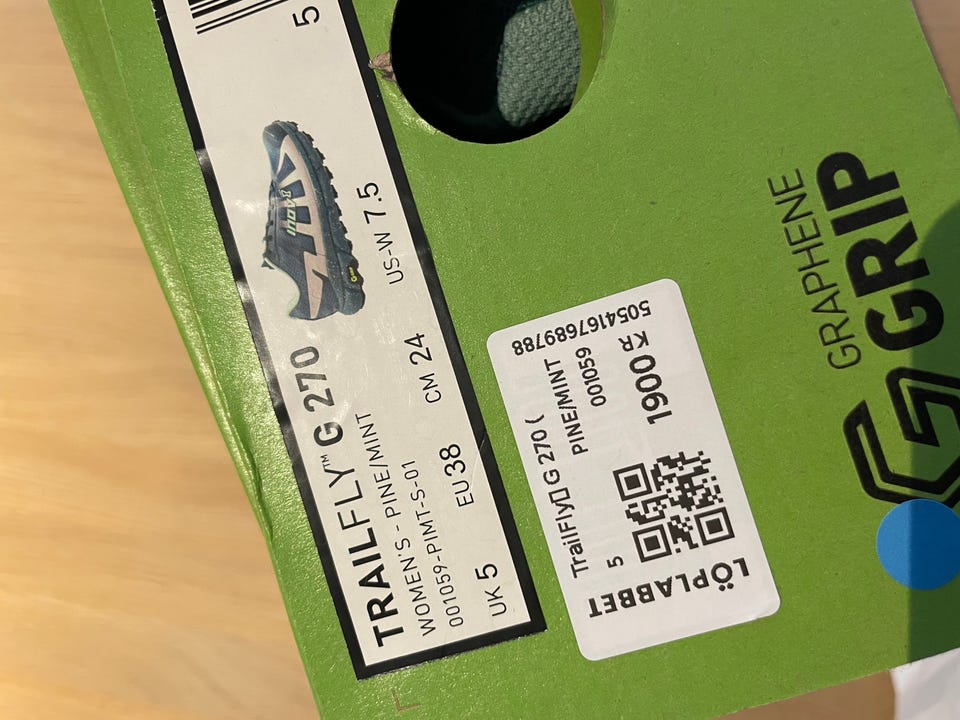 TRAILFLY™ G 270
WOMEN'S - PINE/MINT
001059-PIMT-S-01
UK 5
EU 38
CM 24
US-W 7.5
5
INOV8
TrailFly▯ G 270 (
PINE/MINT
5
001059
1900 KR
5054167689788
LÖPLABBET
GRAPHENE
GRIP